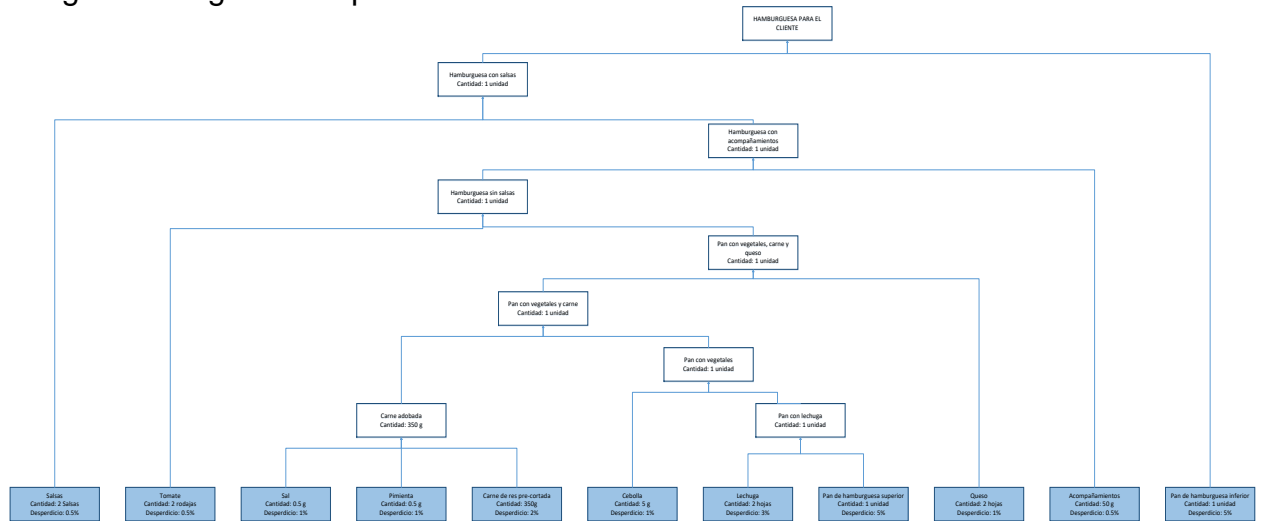 HAMBURGUESA PARA EL
CLIENTE
Hamburguesa con salsas
Cantidad: 1 unidad
Hamburguesa con
acompañamientos
Cantidad: 1 unidad
Hamburguesa sin salsas
Cantidad: 1 unidad
Pan con vegetales, carne y
queso
Cantidad: 1 unidad
Pan con vegetales y carne
Cantidad: 1 unidad
Pan con vegetales
Cantidad: 1 unidad
Carne adobada
Cantidad: 350 g
Pan con lechuga
Cantidad: 1 unidad
Salsas
Cantidad: 2 Salsas
Desperdicio: 0.5%
Tomate
Cantidad: 2 rodajas
Desperdicio: 0.5%
Sal
Cantidad: 0.5 g
Desperdicio: 1%
Pimienta
Cantidad: 0.5 g
Desperdicio: 1%
Carne de res pre-cortada
Cantidad: 350g
Desperdicio: 2%
Cebolla
Cantidad: 5 g
Desperdicio: 1%
Lechuga
Cantidad: 2 hojas
Desperdicio: 3%
Pan de hamburguesa superior
Cantidad: 1 unidad
Desperdicio: 5%
Queso
Cantidad: 2 hojas
Desperdicio: 1%
Acompañamientos
Cantidad: 50 g
Desperdicio: 0.5%
Pan de hamburguesa inferior
Cantidad: 1 unidad
Desperdicio: 5%